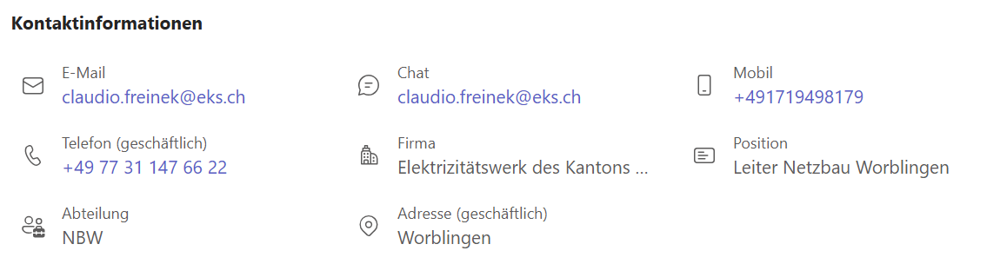 Kontaktinformationen
E-Mail
claudio.freinek@eks.ch
Chat
claudio.freinek@eks.ch
Mobil
+491719498179
Telefon (geschäftlich)
+49 77 31 147 66 22
Firma
Elektrizitätswerk des Kantons ...
Position
Leiter Netzbau Worblingen
Abteilung
NBW
Adresse (geschäftlich)
Worblingen